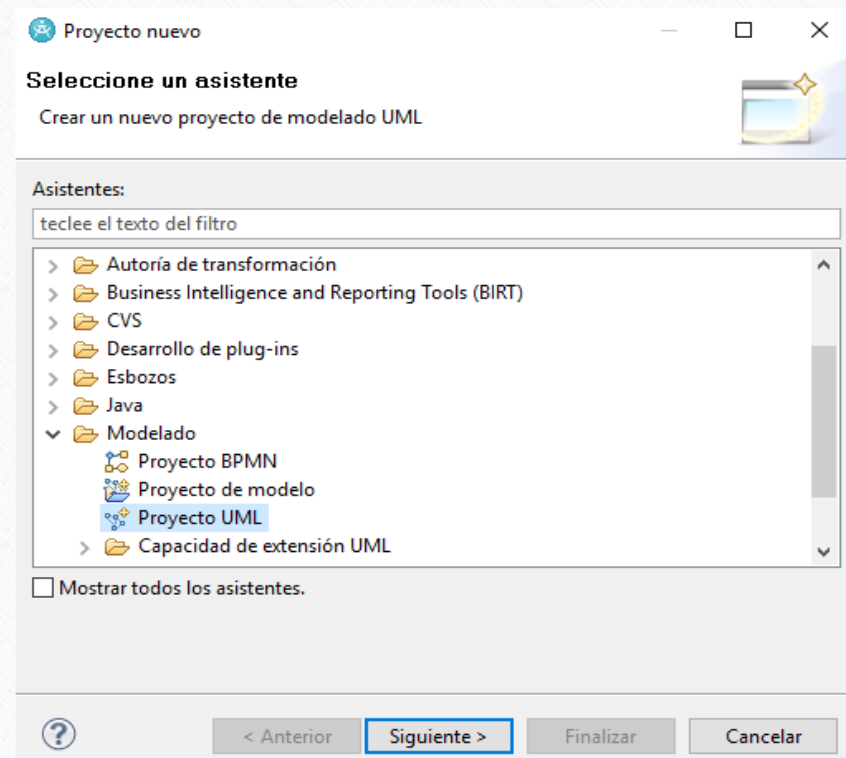 Proyecto nuevo
Seleccione un asistente
Crear un nuevo proyecto de modelado UML
Asistentes:
teclee el texto del filtro
Autoría de transformación
Business Intelligence and Reporting Tools (BIRT)
CVS
Desarrollo de plug-ins
Esbozos
Java
Modelado
Proyecto BPMN
Proyecto de modelo
Proyecto UML
Capacidad de extensión UML
Mostrar todos los asistentes.
? < Anterior Siguiente > Finalizar Cancelar